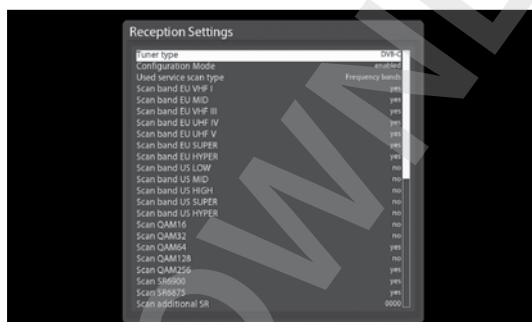 Reception Settings
Tuner type DVB-C
Configuration Mode enabled
Used service scan type Frequency bands
Scan band EU VHF I yes
Scan band EU MID yes
Scan band EU VHF III yes
Scan band EU UHF IV yes
Scan band EU UHF V yes
Scan band EU SUPER yes
Scan band EU HYPER yes
Scan band US LOW no
Scan band US MID no
Scan band US HIGH no
Scan band US SUPER no
Scan band US HYPER no
Scan QAM16 no
Scan QAM32 no
Scan QAM64 yes
Scan QAM128 no
Scan QAM256 yes
Scan SR6900 yes
Scan SR6875 yes
Scan additional SR 0000